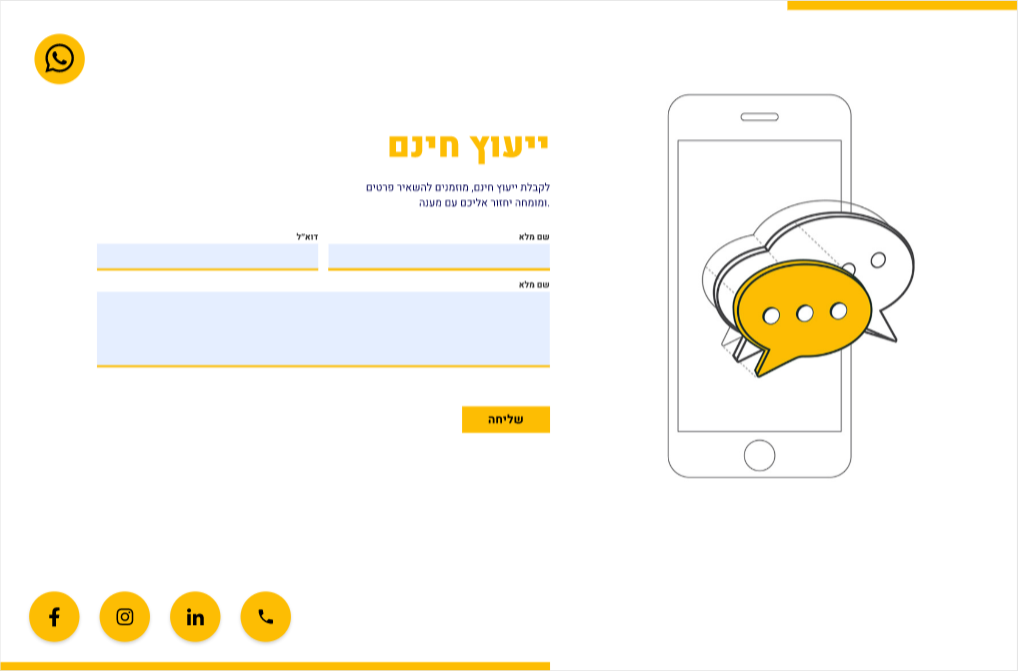 ייעוץ חינם
לקבלת ייעוץ חינם, מוזמנים להשאיר פרטים
ומומחה יחזור אליכם עם מענה.
שם מלא
דוא"ל
שם מלא
שליחה